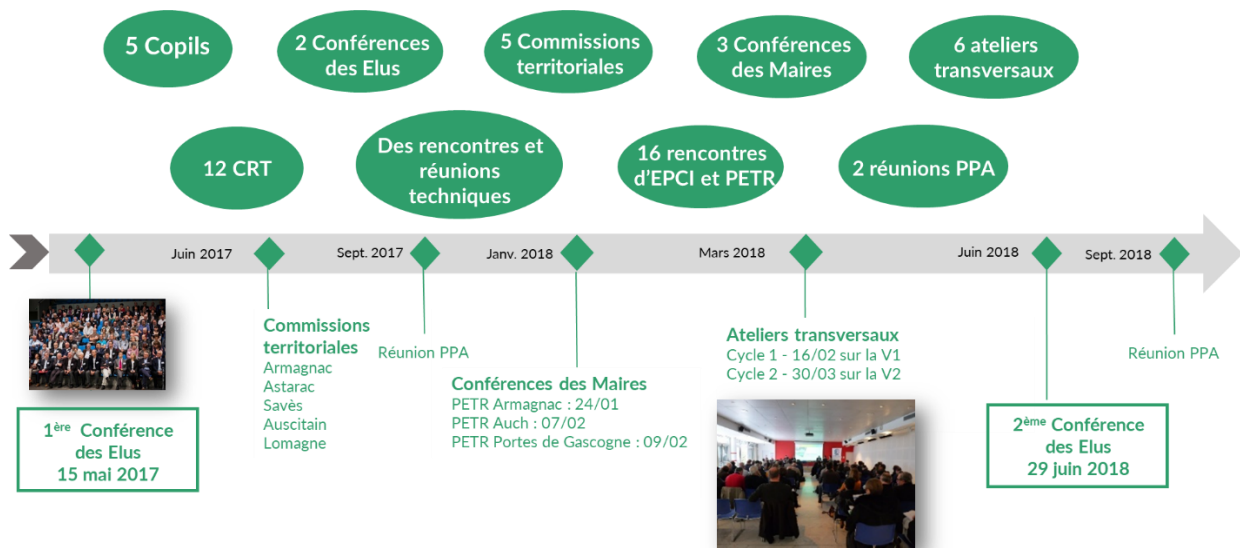 5 Copils
2 Conférences
des Elus
5 Commissions
territoriales
3 Conférences
des Maires
6 ateliers
transversaux
12 CRT
Des rencontres et
réunions
techniques
16 rencontres
d'EPCI et PETR
2 réunions PPA
Juin 2017
Sept. 2017
Janv. 2018
Mars 2018
Juin 2018
Sept. 2018
1ère Conférence
des Elus
15 mai 2017
Commissions
territoriales
Armagnac
Astarac
Savès
Auscitain
Lomagne
Réunion PPA
Conférences des Maires
PETR Armagnac : 24/01
PETR Auch : 07/02
PETR Portes de Gascogne : 09/02
Ateliers transversaux
Cycle 1 - 16/02 sur la V1
Cycle 2 - 30/03 sur la V2
2ème Conférence
des Elus
29 juin 2018
Réunion PPA